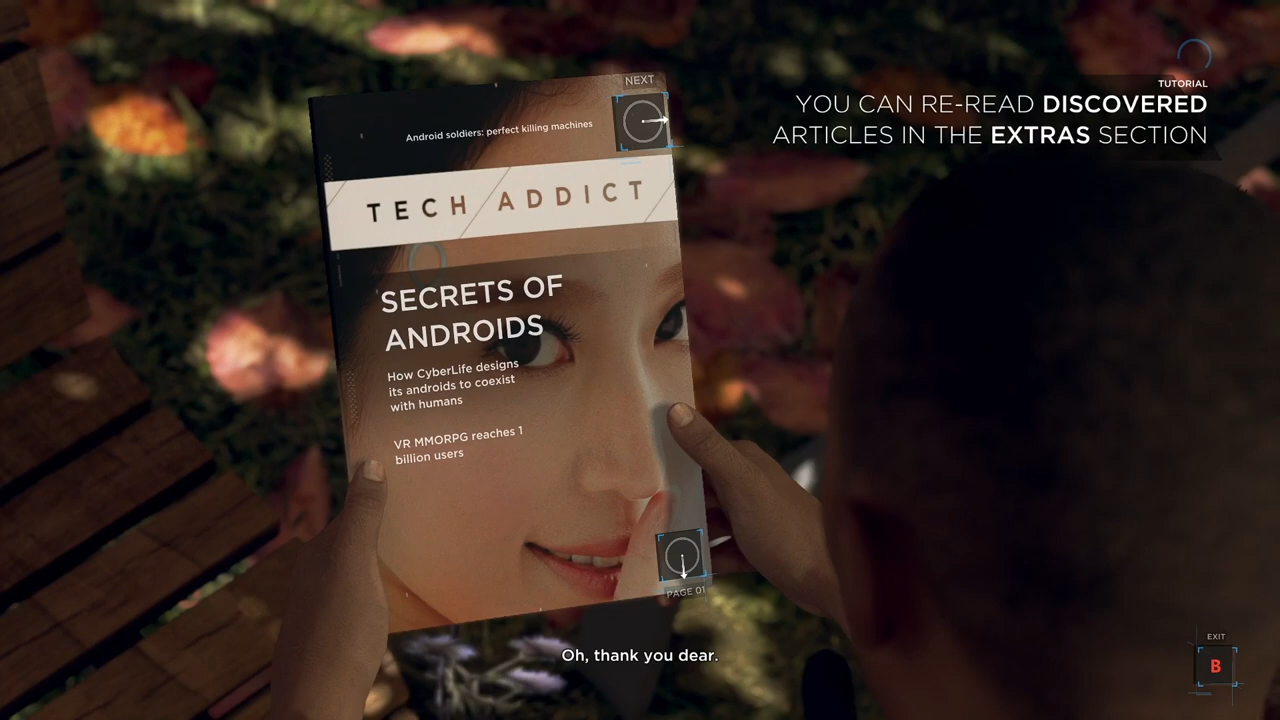 NEXT
TUTORIAL
YOU CAN RE-READ DISCOVERED
ARTICLES IN THE EXTRAS SECTION
Android soldiers: perfect killing machines
TECH ADDICT
SECRETS OF
ANDROIDS
How CyberLife designs
its androids to coexist
with humans
VR MMORPG reaches 1
billion users
PAGE 01
EXIT
B
Oh, thank you dear.